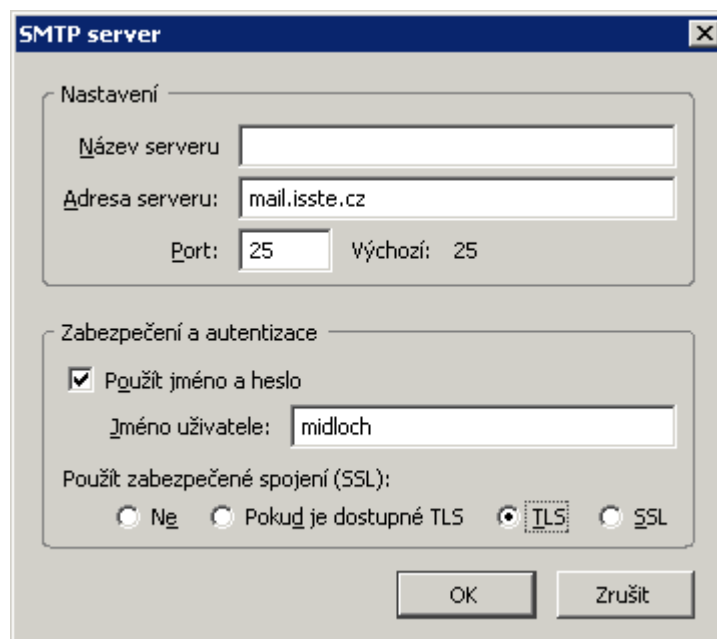 SMTP server
Nastavení
Název serveru
Adresa serveru: mail.isste.cz
Port: 25 Výchozí: 25
Zabezpečení a autentizace
Použít jméno a heslo
Jméno uživatele: midloch
Použít zabezpečené spojení (SSL):
Ne Pokud je dostupné TLS TLS SSL
OK Zrušit